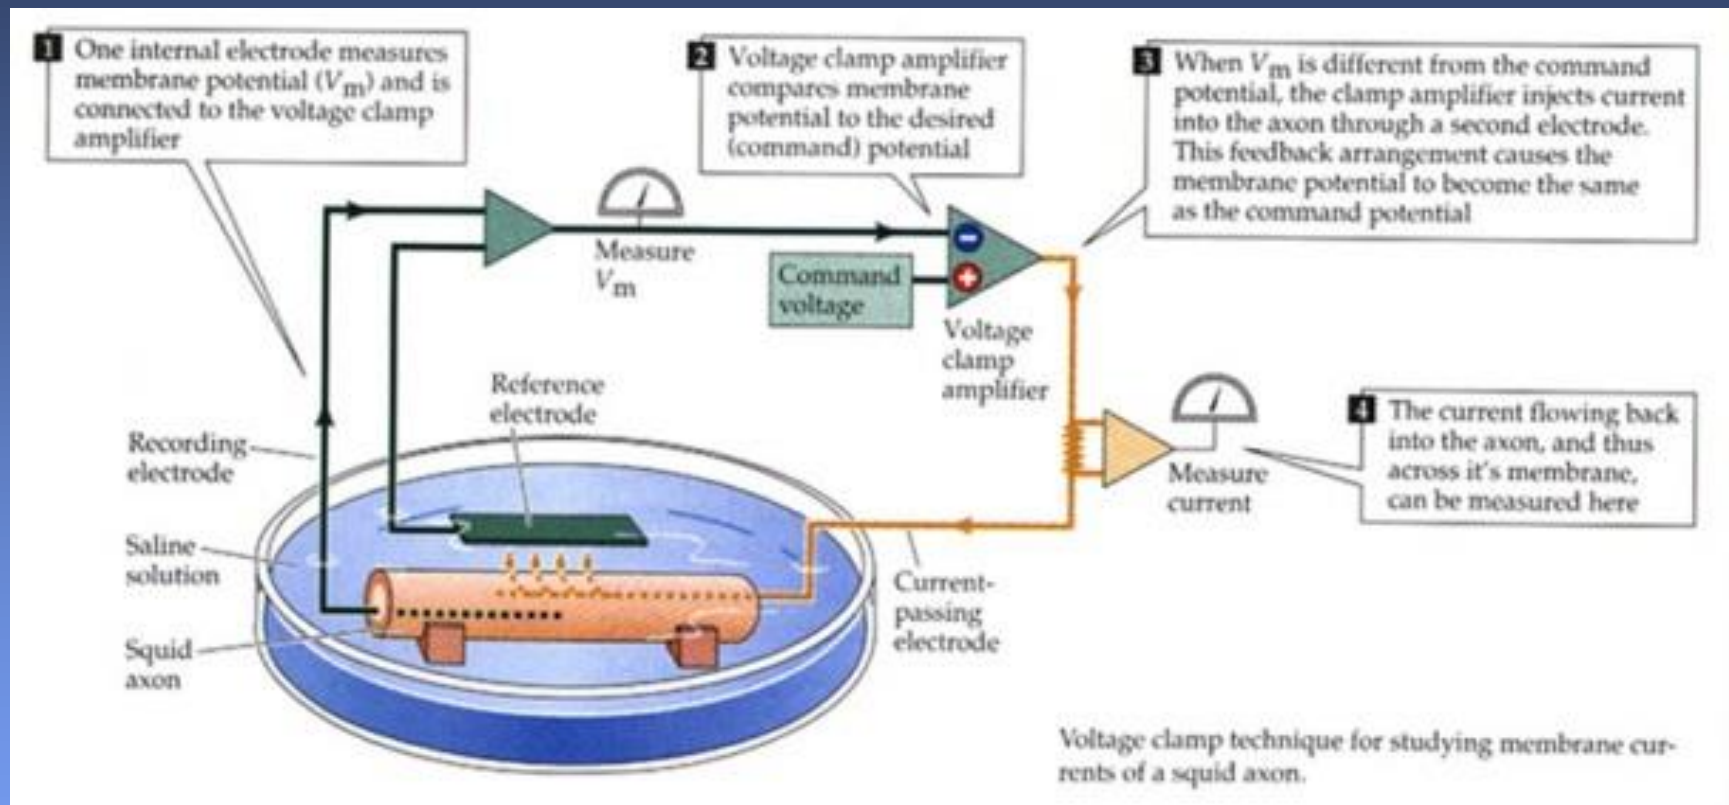 1 One internal electrode measures
membrane potential (Vm) and is
connected to the voltage clamp
amplifier
2 Voltage clamp amplifier
compares membrane
potential to the desired
(command) potential
3 When Vm is different from the command
potential, the clamp amplifier injects current
into the axon through a second electrode.
This feedback arrangement causes the
membrane potential to become the same
as the command potential
Measure
Vm
−
+
Command
voltage
Voltage
clamp
amplifier
Reference
electrode
Recording
electrode
4 The current flowing back
into the axon, and thus
across it's membrane,
can be measured here
Measure
current
Saline
solution
Current-
passing
electrode
Squid
axon
Voltage clamp technique for studying membrane cur-
rents of a squid axon.